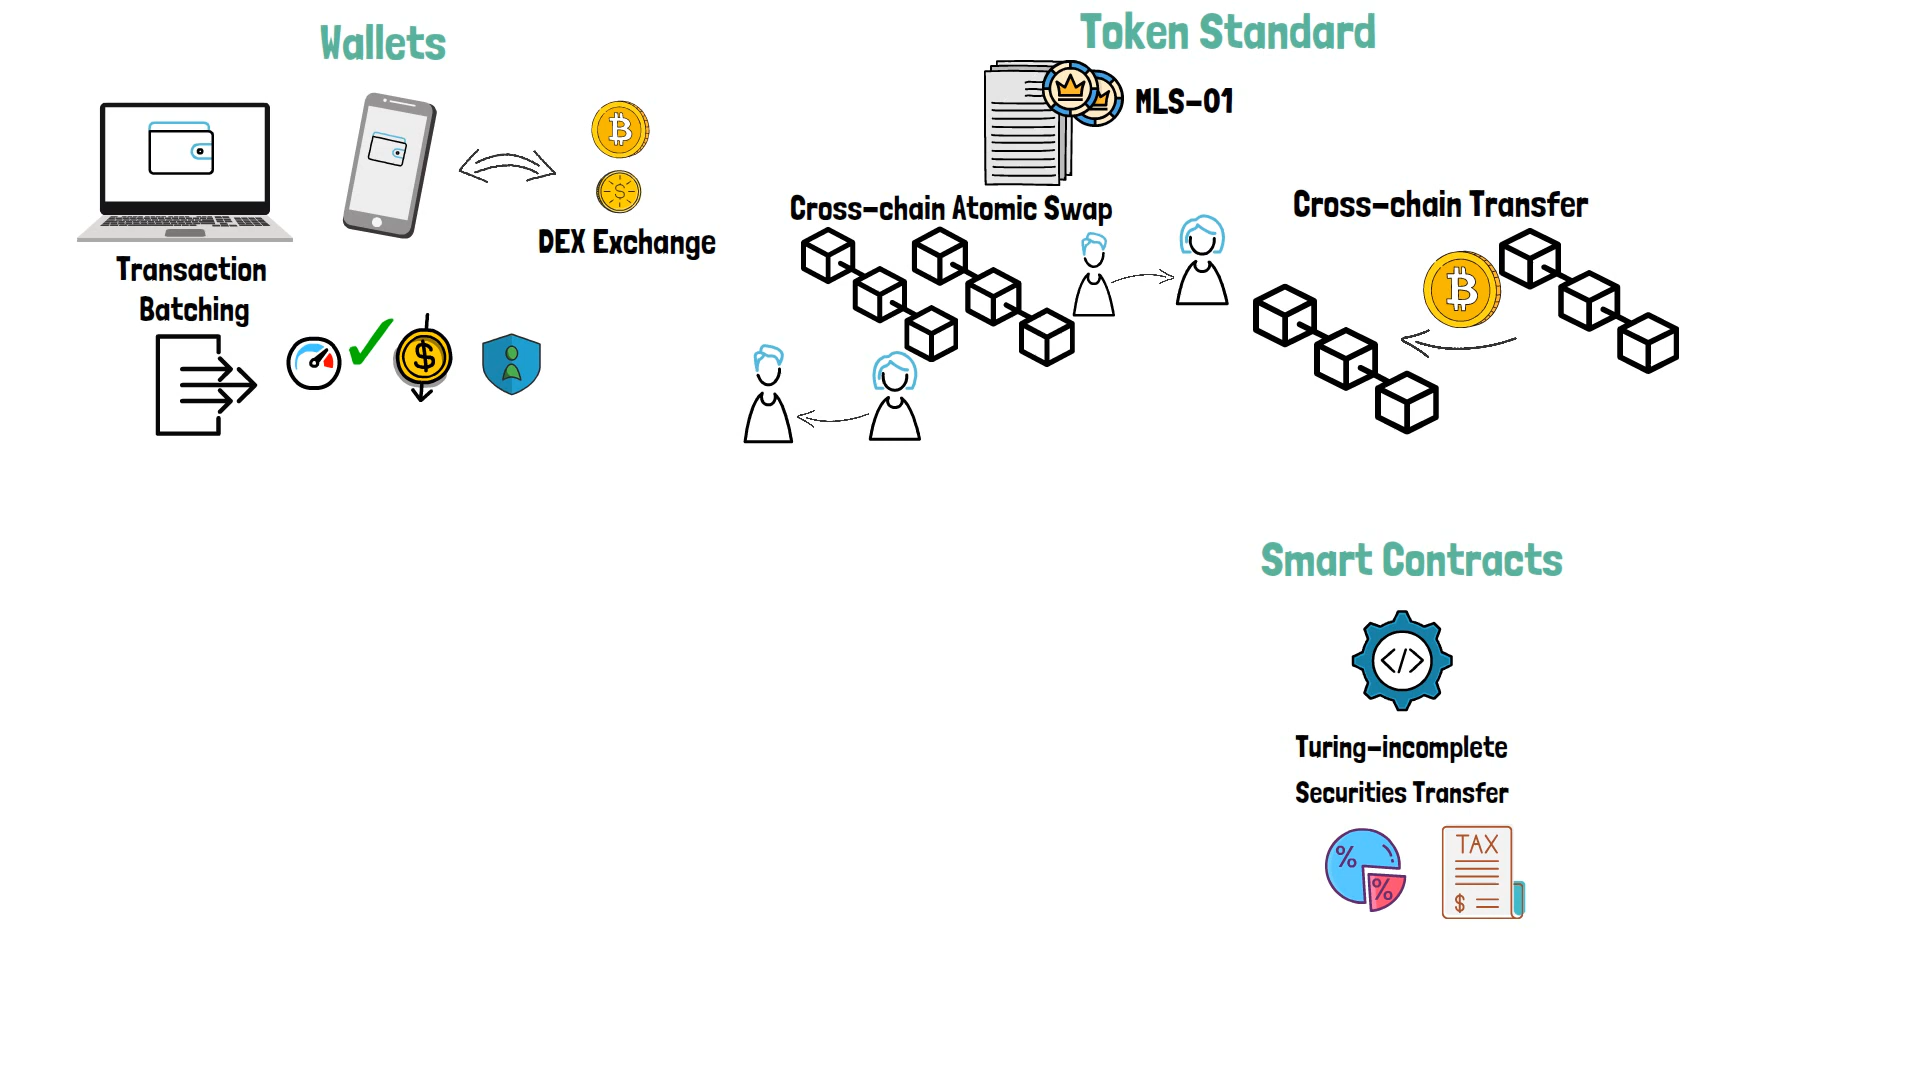 Wallets
Transaction
Batching
DEX Exchange
Token Standard
MLS-01
Cross-chain Atomic Swap
Cross-chain Transfer
Smart Contracts
</>
Turing-incomplete
Securities Transfer
%
%
TAX
$